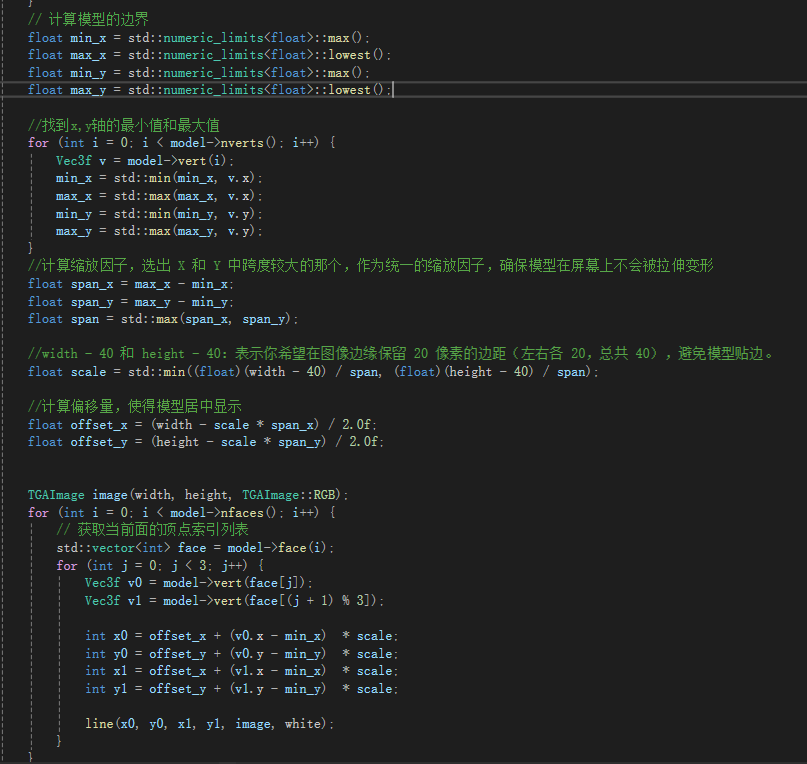 }
// 计算模型的边界
float min_x = std::numeric_limits<float>::max();
float max_x = std::numeric_limits<float>::lowest();
float min_y = std::numeric_limits<float>::max();
float max_y = std::numeric_limits<float>::lowest();
//找到x,y轴的最小值和最大值
for (int i = 0; i < model->nverts(); i++) {
Vec3f v = model->vert(i);
min_x = std::min(min_x, v.x);
max_x = std::max(max_x, v.x);
min_y = std::min(min_y, v.y);
max_y = std::max(max_y, v.y);
}
//计算缩放因子，选出 X 和 Y 中跨度较大的那个，作为统一的缩放因子，确保模型在屏幕上不会被拉伸变形
float span_x = max_x - min_x;
float span_y = max_y - min_y;
float span = std::max(span_x, span_y);
//width - 40 和 height - 40：表示你希望在图像边缘保留 20 像素的边距（左右各 20，总共 40），避免模型贴边。
float scale = std::min((float)(width - 40) / span, (float)(height - 40) / span);
//计算偏移量，使得模型居中显示
float offset_x = (width - scale * span_x) / 2.0f;
float offset_y = (height - scale * span_y) / 2.0f;
TGAImage image(width, height, TGAImage::RGB);
for (int i = 0; i < model->nfaces(); i++) {
// 获取当前面的顶点索引列表
std::vector<int> face = model->face(i);
for (int j = 0; j < 3; j++) {
Vec3f v0 = model->vert(face[j]);
Vec3f v1 = model->vert(face[(j + 1) % 3]);
int x0 = offset_x + (v0.x - min_x)  * scale;
int y0 = offset_y + (v0.y - min_y)  * scale;
int x1 = offset_x + (v1.x - min_x)  * scale;
int y1 = offset_y + (v1.y - min_y)  * scale;
line(x0, y0, x1, y1, image, white);
}
}